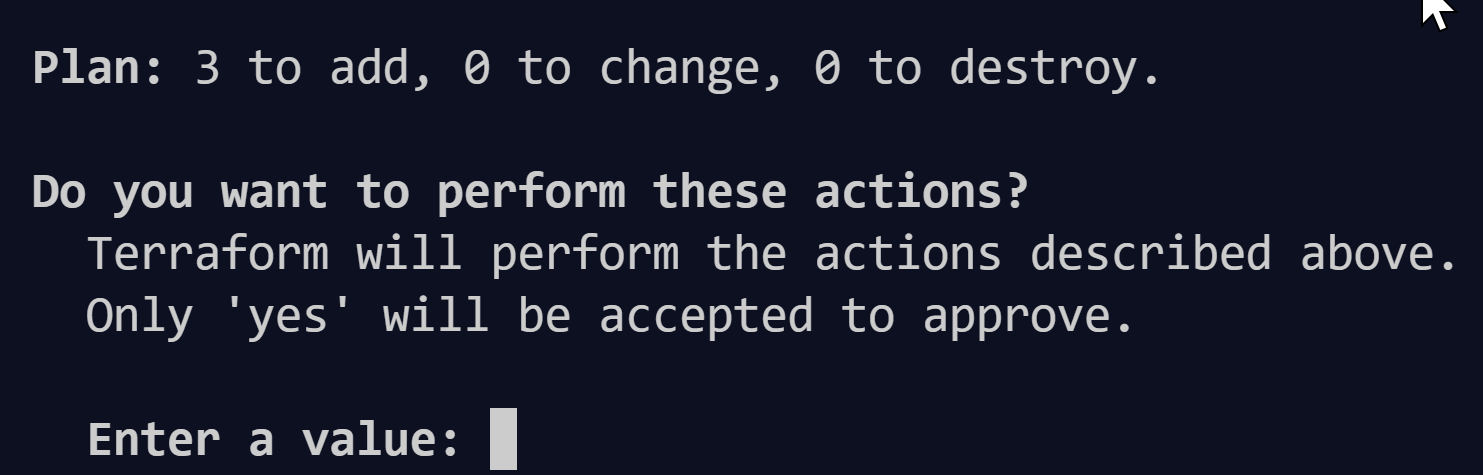 Plan: 3 to add, 0 to change, 0 to destroy.
Do you want to perform these actions?
Terraform will perform the actions described above.
Only 'yes' will be accepted to approve.
Enter a value: